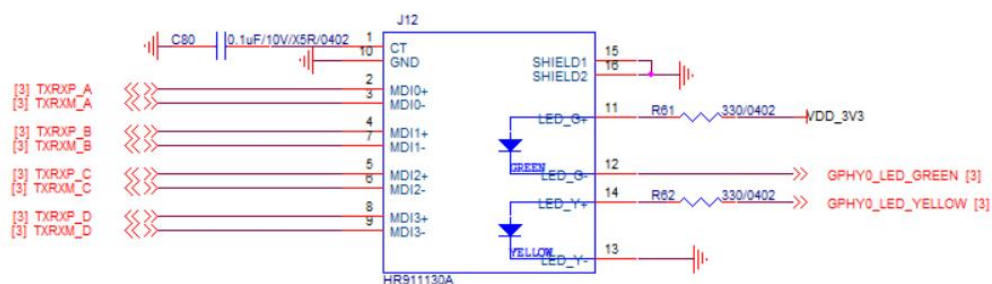 J12
C80 0.1uF/10V/X5R/0402 1 CT
10 GND
15 SHIELD1
16 SHIELD2
[3] TXRXP_A 2 MDI0+
[3] TXRXM_A 3 MDI0-
[3] TXRXP_B 4 MDI1+
[3] TXRXM_B 7 MDI1-
[3] TXRXP_C 5 MDI2+
[3] TXRXM_C 6 MDI2-
[3] TXRXP_D 8 MDI3+
[3] TXRXM_D 9 MDI3-
LED_G+ 11 R61 330/0402 VDD_3V3
GREEN LED_G- 12 GPHY0_LED_GREEN [3]
LED_Y+ 14 R62 330/0402 GPHY0_LED_YELLOW [3]
YELLOW LED_Y- 13
HR911130A